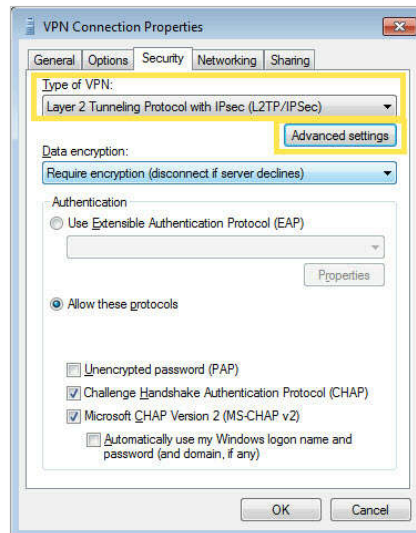 VPN Connection Properties
General Options Security Networking Sharing
Type of VPN:
Layer 2 Tunneling Protocol with IPsec (L2TP/IPSec)
Advanced settings
Data encryption:
Require encryption (disconnect if server declines)
Authentication
Use Extensible Authentication Protocol (EAP)
Properties
Allow these protocols
Unencrypted password (PAP)
Challenge Handshake Authentication Protocol (CHAP)
Microsoft CHAP Version 2 (MS-CHAP v2)
Automatically use my Windows logon name and
password (and domain, if any)
OK Cancel